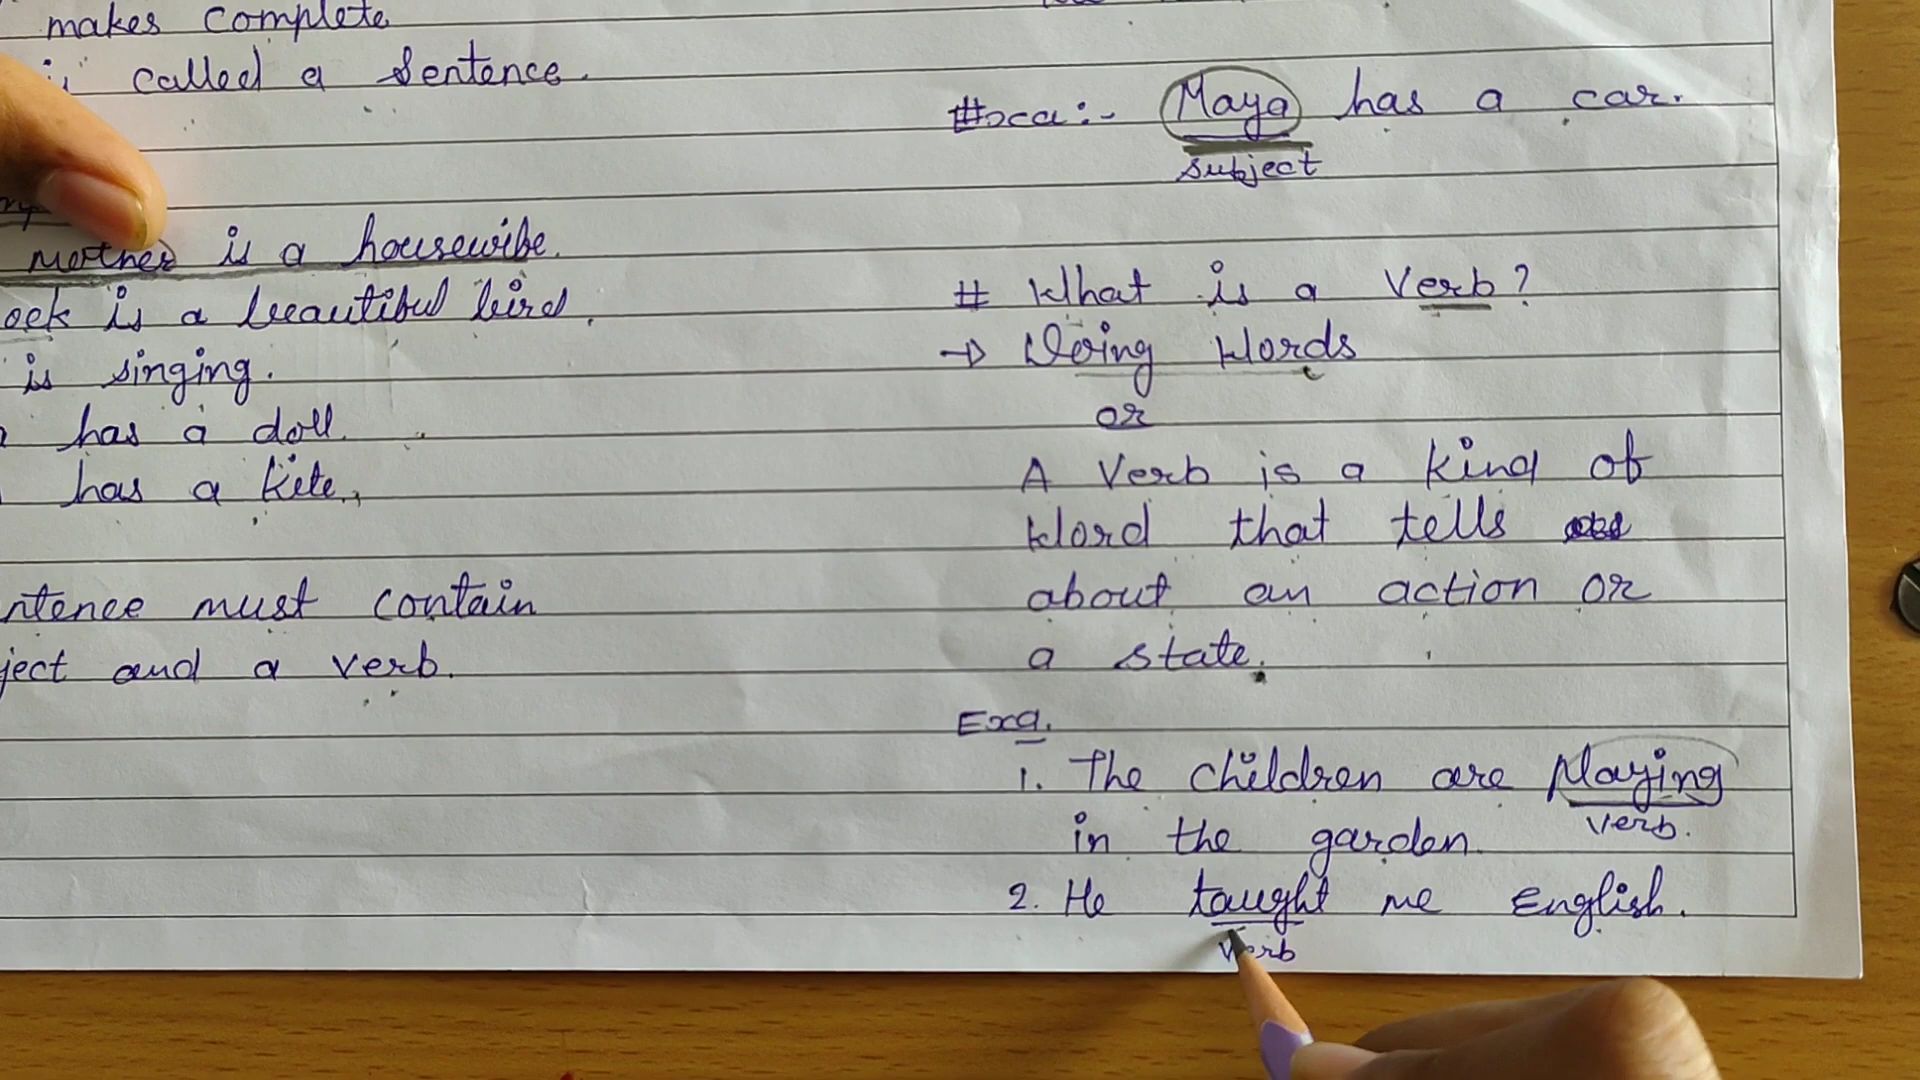 makes complete
called a sentence.
mother is a housewife.
is a beautiful bird.
is singing.
has a doll.
has a kite.
ntence must contain
ject and a verb.
#exa:- Maya has a car.
subject
# What is a Verb?
→ Doing Words
or
A Verb is a kind of
Word that tells
about an action or
a state.
Exa.
1. The children are playing
verb.
in the garden.
2. He taught me English.
verb